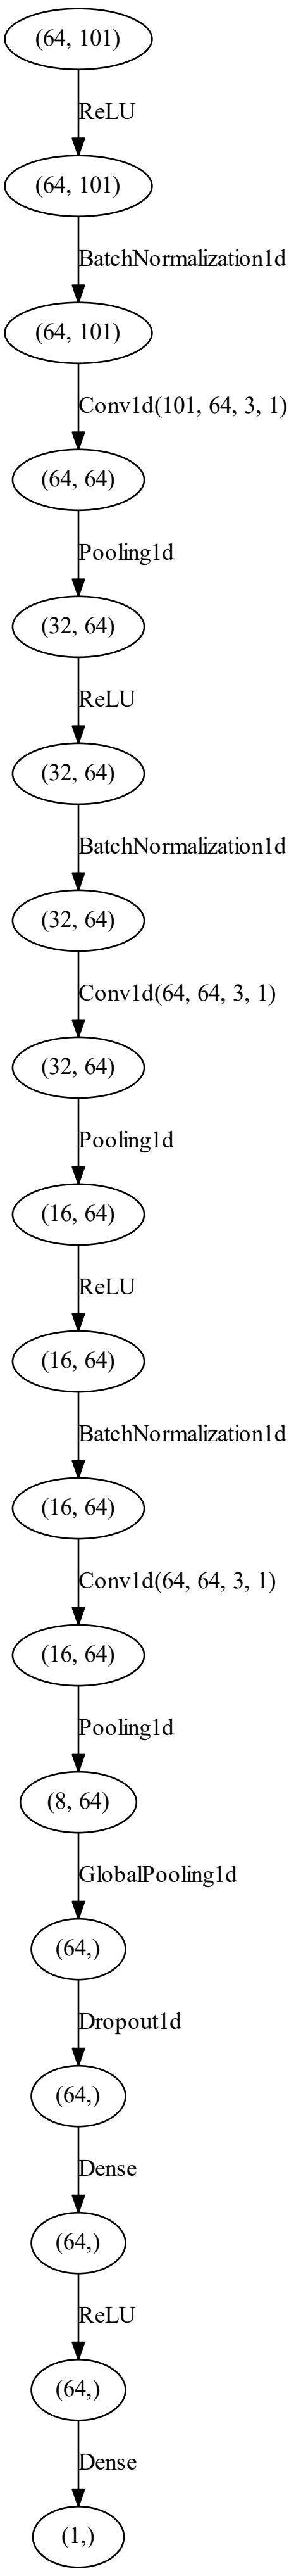 (64, 101)
ReLU
(64, 101)
BatchNormalization1d
(64, 101)
Conv1d(101, 64, 3, 1)
(64, 64)
Pooling1d
(32, 64)
ReLU
(32, 64)
BatchNormalization1d
(32, 64)
Conv1d(64, 64, 3, 1)
(32, 64)
Pooling1d
(16, 64)
ReLU
(16, 64)
BatchNormalization1d
(16, 64)
Conv1d(64, 64, 3, 1)
(16, 64)
Pooling1d
(8, 64)
GlobalPooling1d
(64,)
Dropout1d
(64,)
Dense
(64,)
ReLU
(64,)
Dense
(1,)